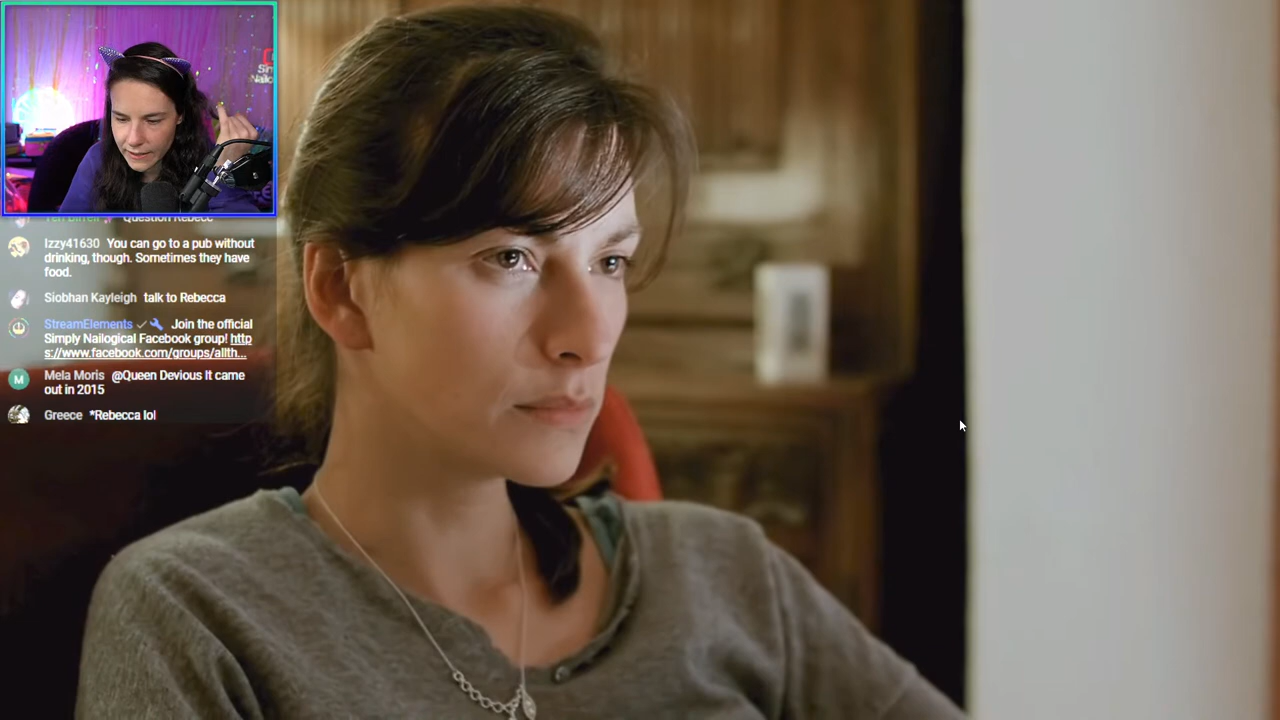 Question Rebecc
Izzy41630 You can go to a pub without
drinking, though. Sometimes they have
food.
Siobhan Kayleigh talk to Rebecca
StreamElements Join the official
Simply Nailogical Facebook group! http
s://www.facebook.com/groups/allth...
M Mela Moris @Queen Devious It came
out in 2015
Greece *Rebecca lol